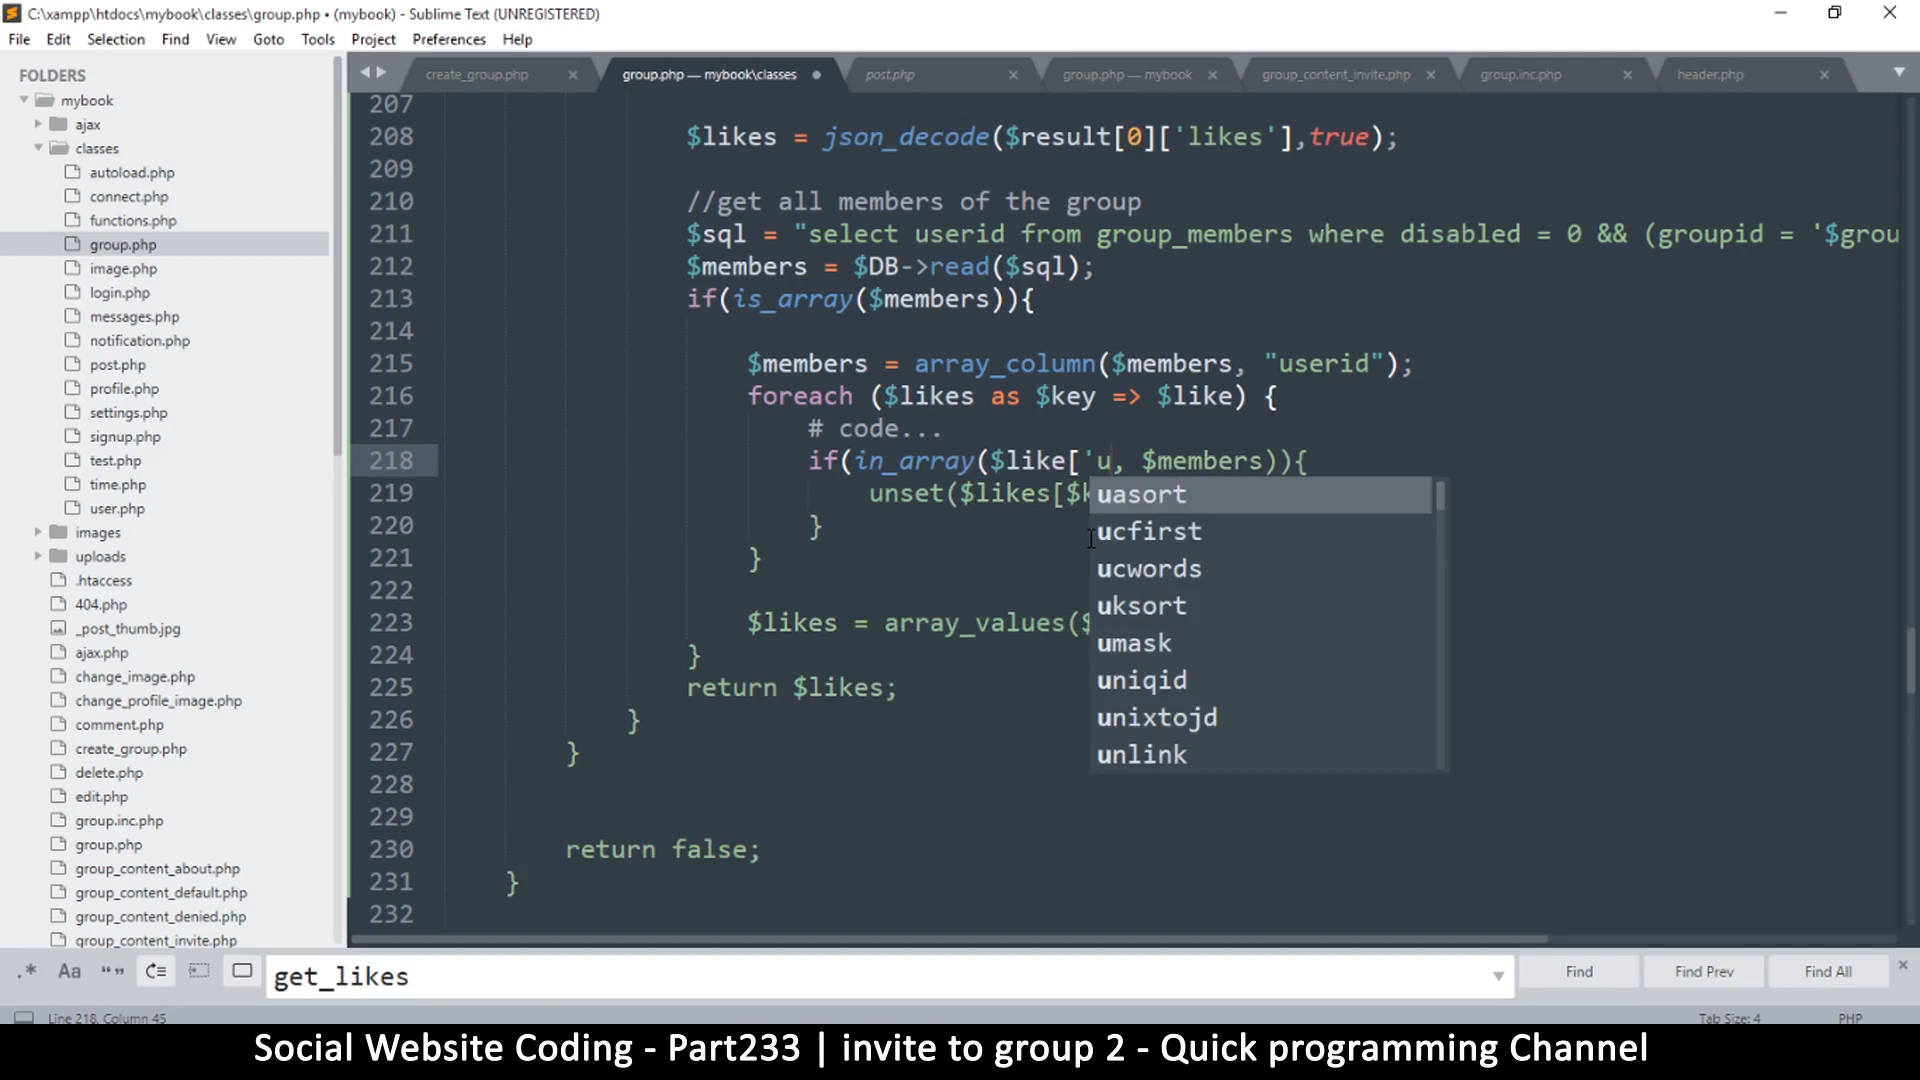 C:\xampp\htdocs\mybook\classes\group.php • (mybook) - Sublime Text (UNREGISTERED)
File Edit Selection Find View Goto Tools Project Preferences Help
FOLDERS
mybook
ajax
classes
autoload.php
connect.php
functions.php
group.php
image.php
login.php
messages.php
notification.php
post.php
profile.php
settings.php
signup.php
test.php
time.php
user.php
images
uploads
.htaccess
404.php
_post_thumb.jpg
ajax.php
change_image.php
change_profile_image.php
comment.php
create_group.php
delete.php
edit.php
group.inc.php
group.php
group_content_about.php
group_content_default.php
group_content_denied.php
group_content_invite.php
create_group.php group.php — mybook\classes post.php group.php — mybook group_content_invite.php group.inc.php header.php
207
208 $likes = json_decode($result[0]['likes'],true);
209
210 //get all members of the group
211 $sql = "select userid from group_members where disabled = 0 && (groupid = '$grou
212 $members = $DB->read($sql);
213 if(is_array($members)){
214
215 $members = array_column($members, "userid");
216 foreach ($likes as $key => $like) {
217 # code...
218 if(in_array($like['u, $members)){
219 unset($likes[$k
220 }
221 }
222
223 $likes = array_values($
224 }
225 return $likes;
226 }
227 }
228
229
230 return false;
231 }
232
uasort
ucfirst
ucwords
uksort
umask
uniqid
unixtojd
unlink
.* Aa “” get_likes Find Find Prev Find All
Line 218, Column 45 Tab Size: 4 PHP
Social Website Coding - Part233 | invite to group 2 - Quick programming Channel